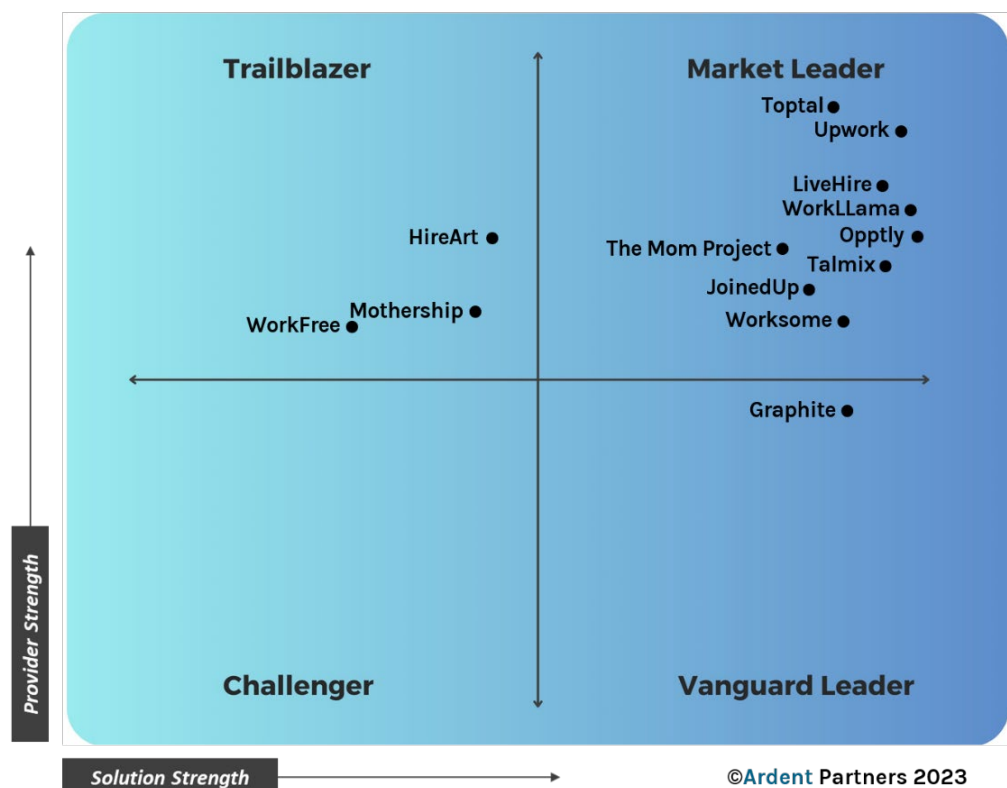 Trailblazer
Market Leader
Toptal
Upwork
LiveHire
WorkLLama
HireArt
Opptly
The Mom Project
Talmix
JoinedUp
Mothership
WorkFree
Worksome
Graphite
Provider Strength
Challenger
Vanguard Leader
Solution Strength
©Ardent Partners 2023